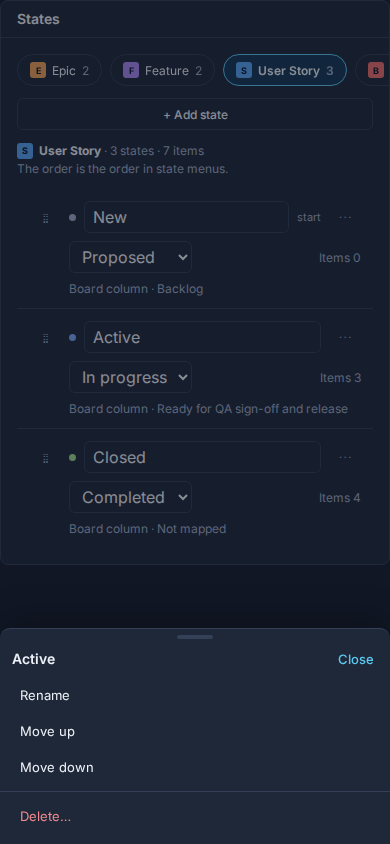 States
E Epic 2
F Feature 2
S User Story 3
B
+ Add state
S User Story · 3 states · 7 items
The order is the order in state menus.
New start ...
Proposed Items 0
Board column · Backlog
Active ...
In progress Items 3
Board column · Ready for QA sign-off and release
Closed ...
Completed Items 4
Board column · Not mapped
Active Close
Rename
Move up
Move down
Delete...